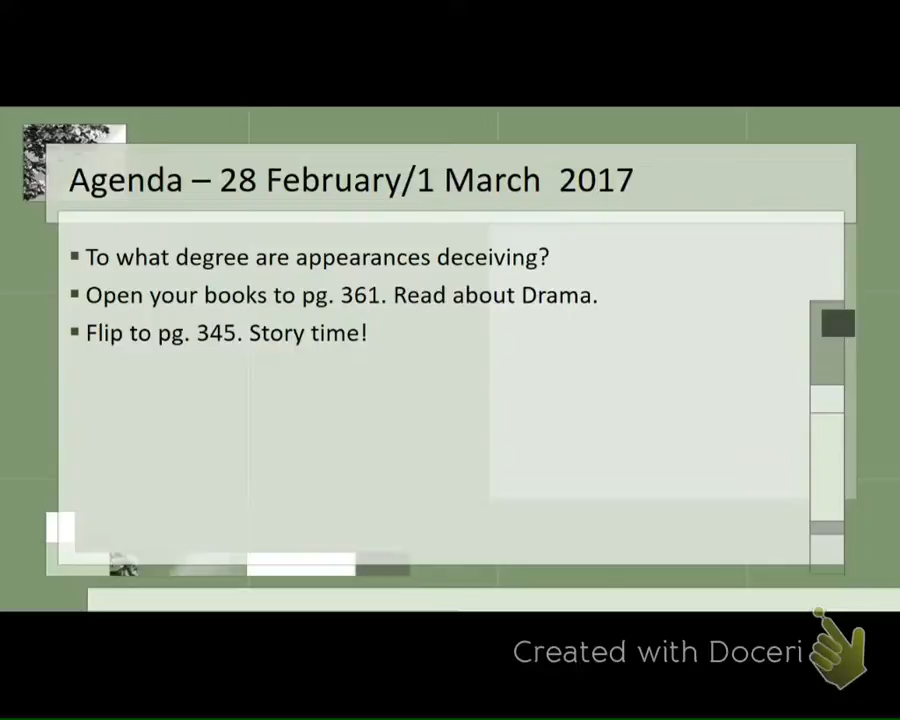 Agenda – 28 February/1 March 2017
▪ To what degree are appearances deceiving?
▪ Open your books to pg. 361. Read about Drama.
▪ Flip to pg. 345. Story time!
Created with Doceri